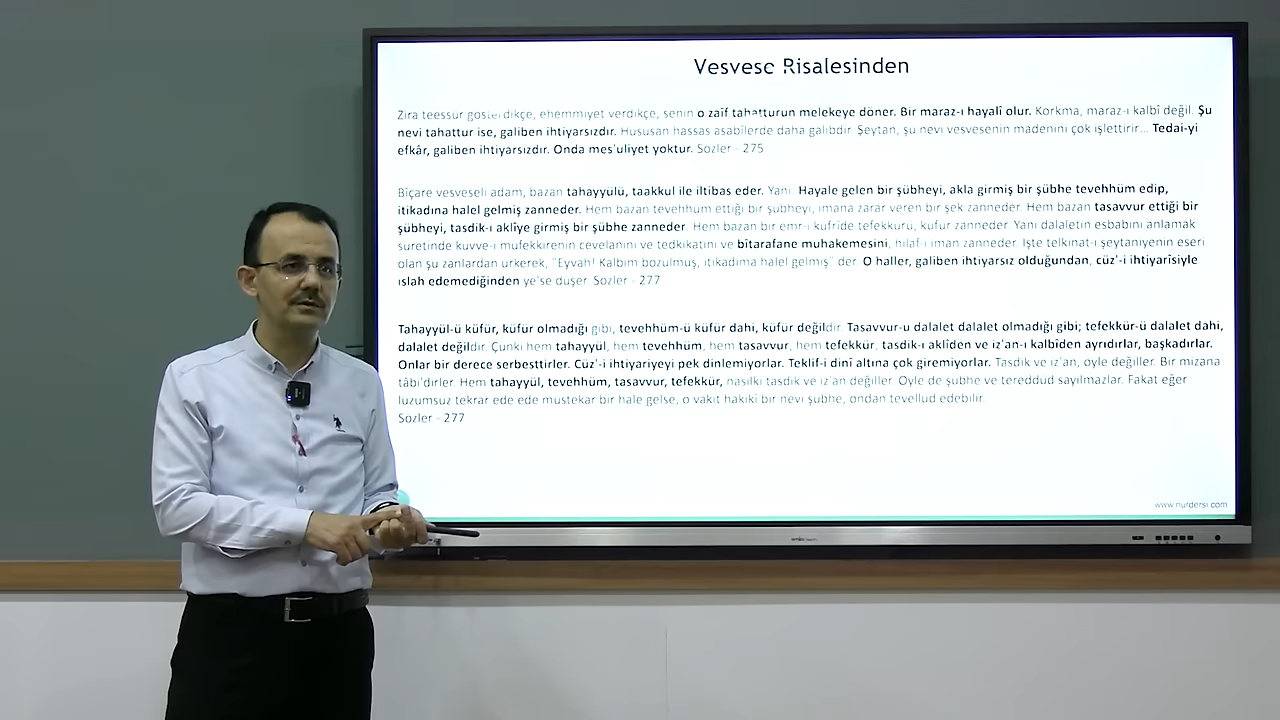 Vesvese Risalesinden
Zira teessür gösterdikçe, ehemmiyet verdikçe, senin o zaîf tahatturun melekeye döner. Bir maraz-ı hayalî olur. Korkma, maraz-ı kalbî değil. Şu
nevi tahattur ise, galiben ihtiyarsızdır. Hususan hassas asabîlerde daha galibdir. Şeytan, şu nevi vesvesenin madenini çok işlettirir... Tedai-yi
efkâr, galiben ihtiyarsızdır. Onda mes'uliyet yoktur. Sözler - 275
Bîçare vesveseli adam, bazan tahayyülü, taakkul ile iltibas eder. Yani: Hayale gelen bir şübheyi, akla girmiş bir şübhe tevehhüm edip,
itikadına halel gelmiş zanneder. Hem bazan tevehhüm ettiği bir şübheyi, imana zarar veren bir şek zanneder. Hem bazan tasavvur ettiği bir
şübheyi, tasdik-ı aklîye girmiş bir şübhe zanneder. Hem bazan bir emr-i küfrîde tefekkürü, küfür zanneder. Yani dalaletin esbabını anlamak
suretinde kuvve-i müfekkirenin cevelanını ve tedkikatını ve bîtarafane muhakemesini, hilaf-ı iman zanneder. İşte telkinat-ı şeytaniyenin eseri
olan şu zanlardan ürkerek, "Eyvah! Kalbim bozulmuş, itikadıma halel gelmiş" der. O haller, galiben ihtiyarsız olduğundan, cüz'-i ihtiyarîsiyle
ıslah edemediğinden ye'se düşer. Sözler - 277
Tahayyül-ü küfür, küfür olmadığı gibi, tevehhüm-ü küfür dahi, küfür değildir. Tasavvur-u dalalet dalalet olmadığı gibi; tefekkür-ü dalalet dahi,
dalalet değildir. Çünki hem tahayyül, hem tevehhüm, hem tasavvur, hem tefekkür, tasdik-ı aklîden ve iz'an-ı kalbîden ayrıdırlar, başkadırlar.
Onlar bir derece serbesttirler. Cüz'-i ihtiyariyeyi pek dinlemiyorlar. Teklif-i dinî altına çok giremiyorlar. Tasdik ve iz'an, öyle değiller. Bir mizana
tâbi'dirler. Hem tahayyül, tevehhüm, tasavvur, tefekkür, nasılki tasdik ve iz'an değiller. Öyle de şübhe ve tereddüd sayılmazlar. Fakat eğer
lüzumsuz tekrar ede ede müstekar bir hale gelse, o vakit hakikî bir nevi şübhe, ondan tevellüd edebilir.
Sözler - 277
www.nurdersi.com